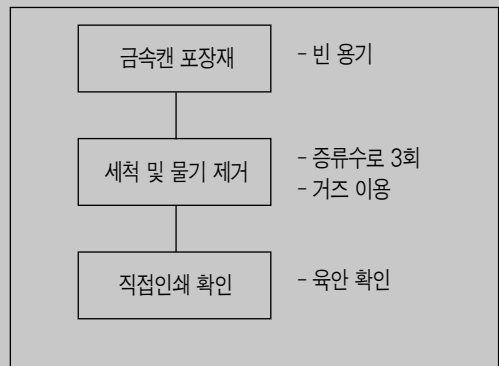 금속캔 포장재
- 빈 용기
세척 및 물기 제거
- 증류수로 3회
- 거즈 이용
직접인쇄 확인
- 육안 확인